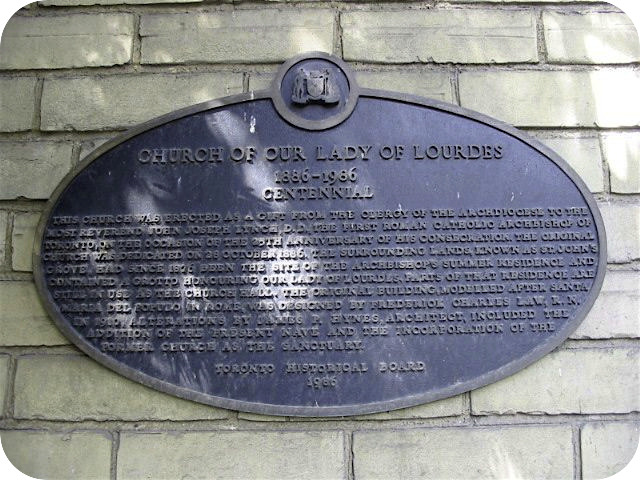 CHURCH OF OUR LADY OF LOURDES
1886-1986
CENTENNIAL
THIS CHURCH WAS ERECTED AS A GIFT FROM THE CLERGY OF THE ARCHDIOCESE TO THE
MOST REVEREND JOHN JOSEPH LYNCH D.D., THE FIRST ROMAN CATHOLIC ARCHBISHOP OF
TORONTO, ON THE OCCASION OF THE 25TH ANNIVERSARY OF HIS CONSECRATION. THE ORIGINAL
CHURCH WAS DEDICATED ON 28 OCTOBER 1886. THE SURROUNDING LANDS, KNOWN AS ST. JOHN'S
GROVE, HAD SINCE BEEN THE SITE OF THE ARCHBISHOP'S SUMMER RESIDENCE AND
CONTAINED A GROTTO HONOURING OUR LADY OF LOURDES. PARTS OF THAT RESIDENCE ARE
STILL IN USE AS THE CHURCH HALL. THE ORIGINAL BUILDING, MODELLED AFTER SANTA
MARIA DEL POPULO IN ROME, WAS DESIGNED BY FREDERICK CHARLES LAW, R. N.
ALTERATIONS BY JAMES P. HAYNES, ARCHITECT, INCLUDED THE
ADDITION OF THE PRESENT NAVE AND THE INCORPORATION OF THE
FORMER CHURCH AS THE SANCTUARY.
TORONTO HISTORICAL BOARD
1986